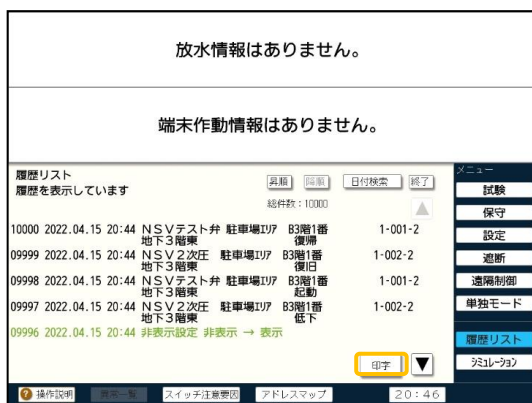 放水情報はありません。
端末作動情報はありません。
履歴リスト
履歴を表示しています
昇順 降順 日付検索 終了
総件数:10000
10000 2022.04.15 20:44 NSVテスト弁 駐車場エリア B3階1番 1-001-2
地下3階東 復帰
09999 2022.04.15 20:44 NSV2次圧 駐車場エリア B3階1番 1-002-2
地下3階東 復旧
09998 2022.04.15 20:44 NSVテスト弁 駐車場エリア B3階1番 1-001-2
地下3階東 起動
09997 2022.04.15 20:44 NSV2次圧 駐車場エリア B3階1番 1-002-2
地下3階東 低下
09996 2022.04.15 20:44 非表示設定 非表示 → 表示
印字 ▼
メニュー
試験
保守
設定
遮断
遠隔制御
単独モード
履歴リスト
シミュレーション
? 操作説明 異常一覧 スイッチ注意要因 アドレスマップ 20:46